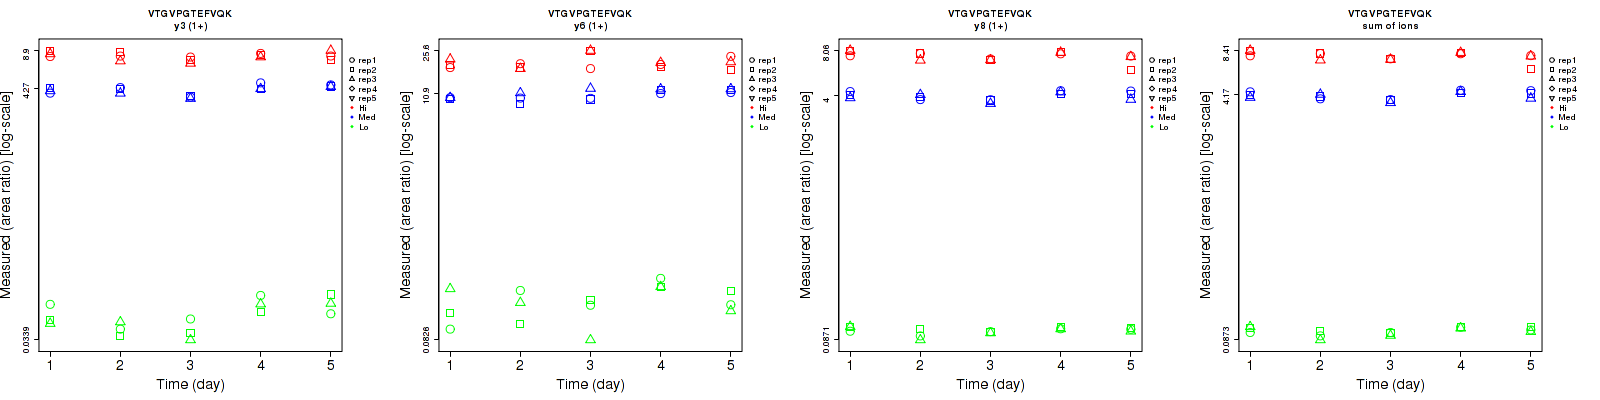 VTGVPGTEFVQK
y3 (1+)
Measured (area ratio) [log-scale]
8.9
4.27
0.0339
1 2 3 4 5
Time (day)
rep1
rep2
rep3
rep4
rep5
Hi
Med
Lo
VTGVPGTEFVQK
y6 (1+)
Measured (area ratio) [log-scale]
25.6
10.9
0.0826
1 2 3 4 5
Time (day)
rep1
rep2
rep3
rep4
rep5
Hi
Med
Lo
VTGVPGTEFVQK
y8 (1+)
Measured (area ratio) [log-scale]
8.06
4
0.0871
1 2 3 4 5
Time (day)
rep1
rep2
rep3
rep4
rep5
Hi
Med
Lo
VTGVPGTEFVQK
sum of ions
Measured (area ratio) [log-scale]
8.41
4.17
0.0873
1 2 3 4 5
Time (day)
rep1
rep2
rep3
rep4
rep5
Hi
Med
Lo